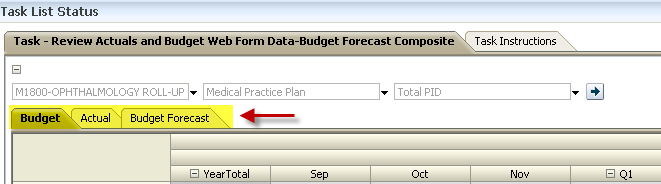 Task List Status
Task - Review Actuals and Budget Web Form Data-Budget Forecast Composite Task Instructions
M1800-OPHTHALMOLOGY ROLL-UP Medical Practice Plan Total PID
Budget Actual Budget Forecast
YearTotal Sep Oct Nov Q1